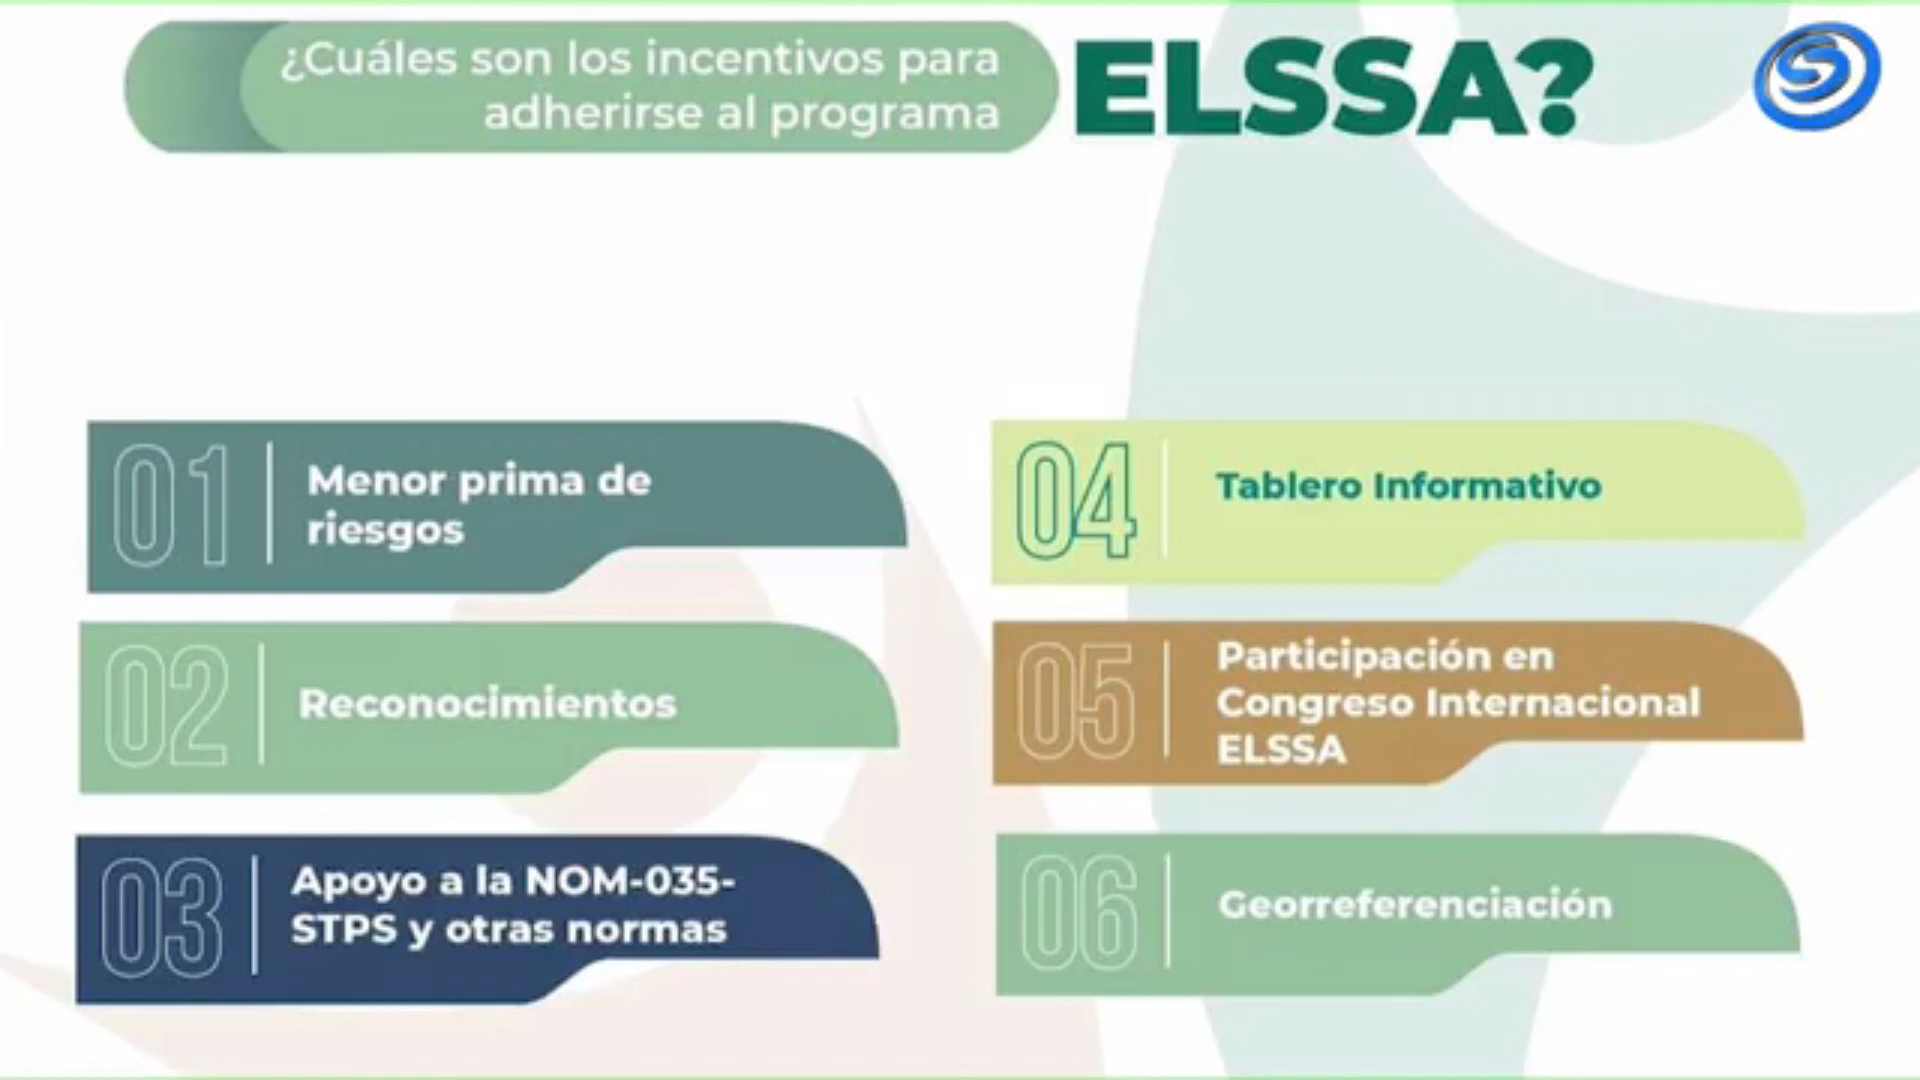 ¿Cuáles son los incentivos para
adherirse al programa
ELSSA?
01
Menor prima de
riesgos
02
Reconocimientos
03
Apoyo a la NOM-035-
STPS y otras normas
04
Tablero Informativo
05
Participación en
Congreso Internacional
ELSSA
06
Georreferenciación